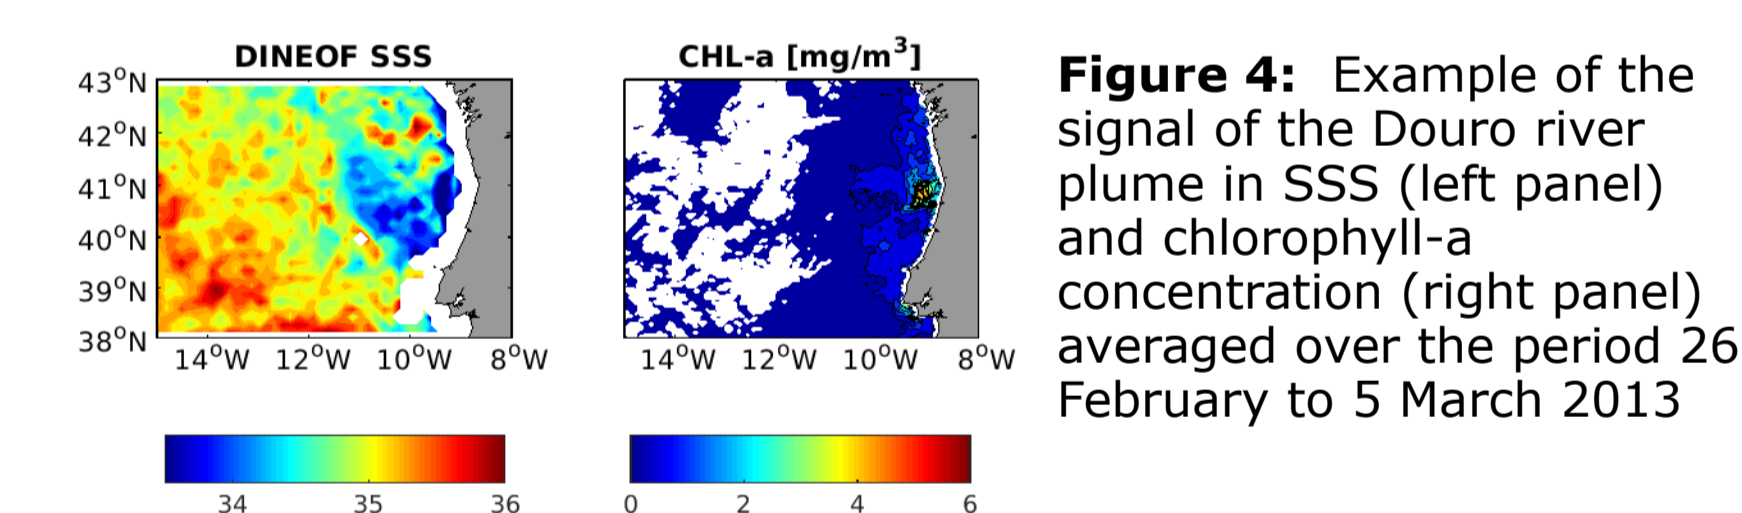 DINEOF SSS
43°N
42°N
41°N
40°N
39°N
38°N
14°W 12°W 10°W 8°W
34 35 36
CHL-a [mg/m³]
14°W 12°W 10°W 8°W
0 2 4 6
Figure 4: Example of the
signal of the Douro river
plume in SSS (left panel)
and chlorophyll-a
concentration (right panel)
averaged over the period 26
February to 5 March 2013